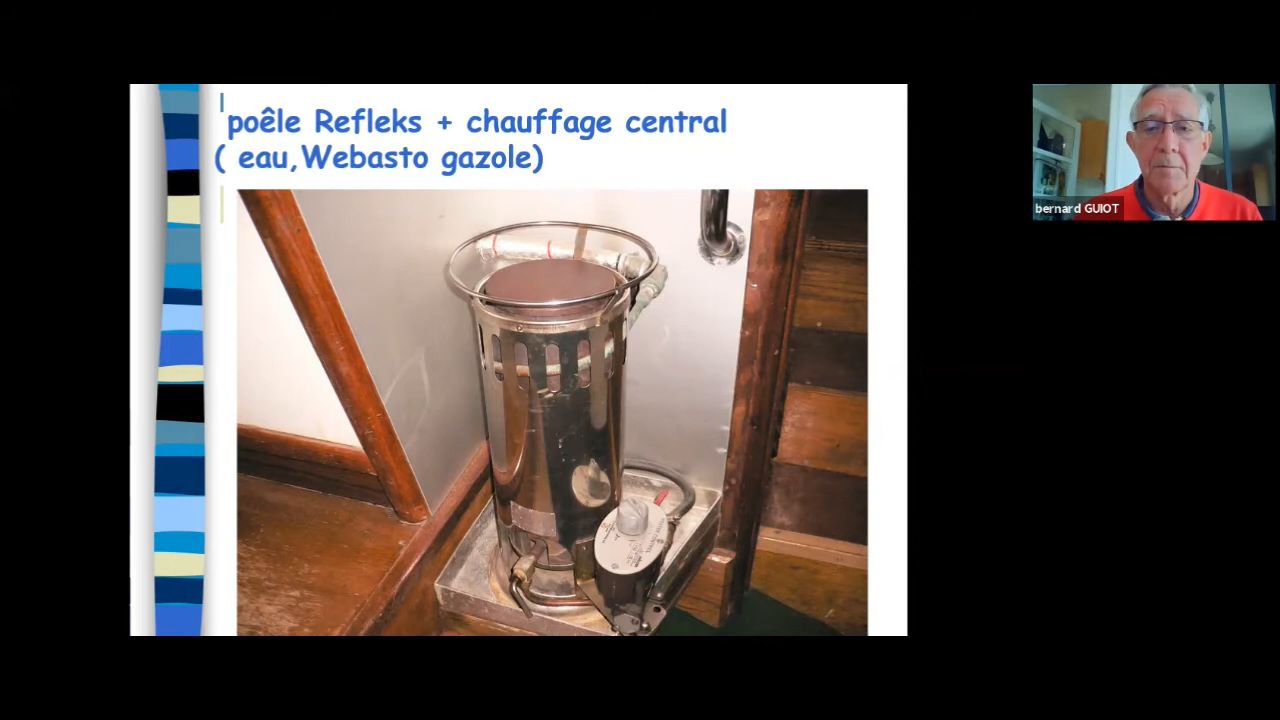 poêle Refleks + chauffage central
( eau,Webasto gazole)
bernard GUIOT